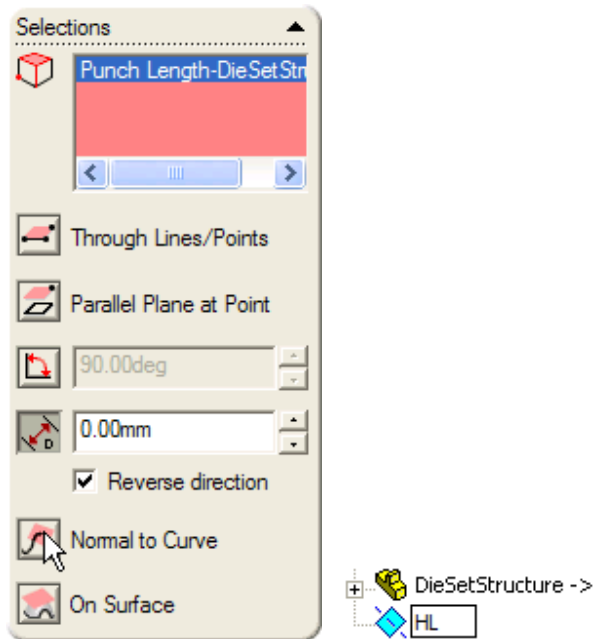 Selections
Punch Length-DieSetStru
Through Lines/Points
Parallel Plane at Point
90.00deg
D
0.00mm
Reverse direction
Normal to Curve
On Surface
DieSetStructure ->
HL